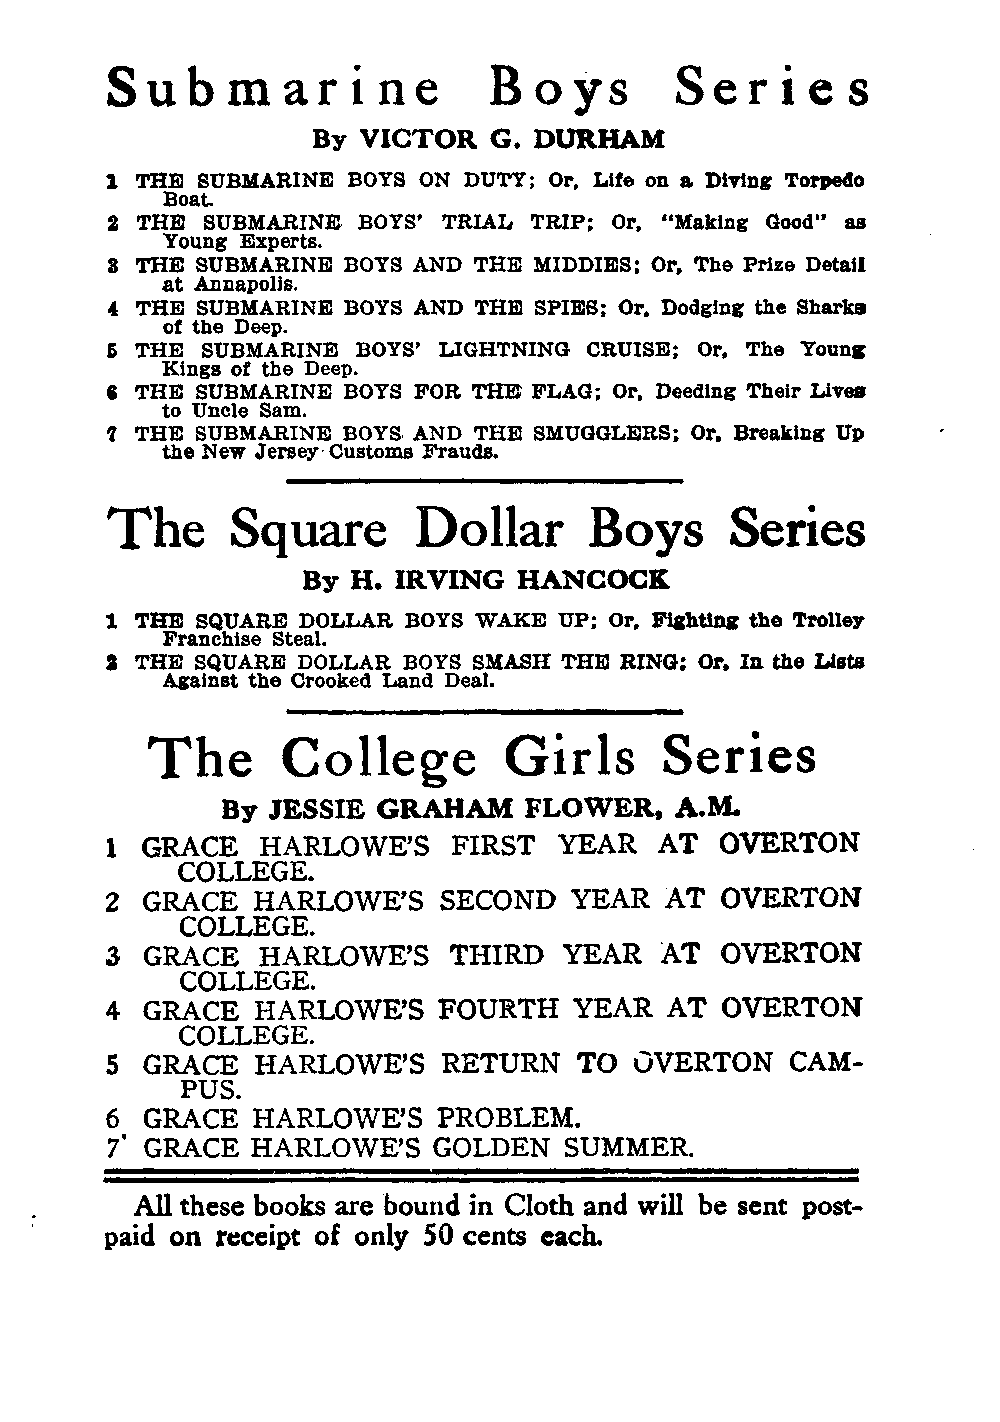 Submarine Boys Series
By VICTOR G. DURHAM
1 THE SUBMARINE BOYS ON DUTY; Or, Life on a Diving Torpedo
Boat.
2 THE SUBMARINE BOYS' TRIAL TRIP; Or, "Making Good" as
Young Experts.
3 THE SUBMARINE BOYS AND THE MIDDIES; Or, The Prize Detail
at Annapolis.
4 THE SUBMARINE BOYS AND THE SPIES; Or, Dodging the Sharks
of the Deep.
5 THE SUBMARINE BOYS' LIGHTNING CRUISE; Or, The Young
Kings of the Deep.
6 THE SUBMARINE BOYS FOR THE FLAG; Or, Deeding Their Lives
to Uncle Sam.
7 THE SUBMARINE BOYS AND THE SMUGGLERS; Or, Breaking Up
the New Jersey Customs Frauds.
The Square Dollar Boys Series
By H. IRVING HANCOCK
1 THE SQUARE DOLLAR BOYS WAKE UP; Or, Fighting the Trolley
Franchise Steal.
2 THE SQUARE DOLLAR BOYS SMASH THE RING; Or, In the Lists
Against the Crooked Land Deal.
The College Girls Series
By JESSIE GRAHAM FLOWER, A.M.
1 GRACE HARLOWE'S FIRST YEAR AT OVERTON
COLLEGE.
2 GRACE HARLOWE'S SECOND YEAR AT OVERTON
COLLEGE.
3 GRACE HARLOWE'S THIRD YEAR AT OVERTON
COLLEGE.
4 GRACE HARLOWE'S FOURTH YEAR AT OVERTON
COLLEGE.
5 GRACE HARLOWE'S RETURN TO OVERTON CAM-
PUS.
6 GRACE HARLOWE'S PROBLEM.
7 GRACE HARLOWE'S GOLDEN SUMMER.
All these books are bound in Cloth and will be sent post-
paid on receipt of only 50 cents each.